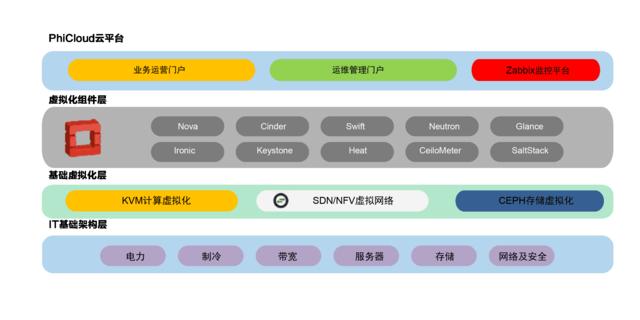 PhiCloud云平台
业务运营门户 运维管理门户 Zabbix监控平台
虚拟化组件层
Nova Cinder Swift Neutron Glance
Ironic Keystone Heat CeiloMeter SaltStack
基础虚拟化层
KVM计算虚拟化 SDN/NFV虚拟网络 CEPH存储虚拟化
IT基础架构层
电力 制冷 带宽 服务器 存储 网络及安全